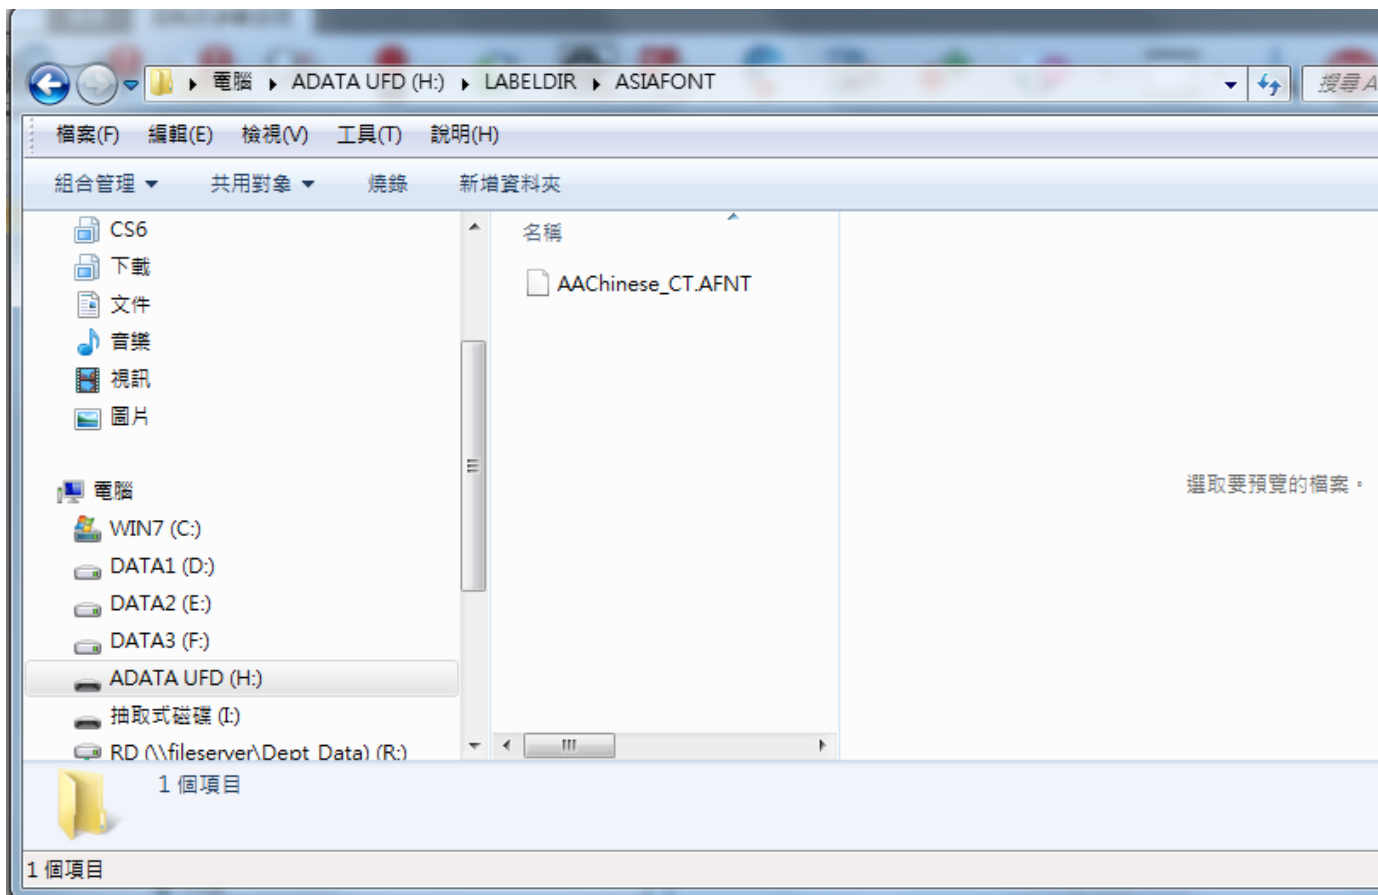 電腦 ADATA UFD (H:) LABELDIR ASIAFONT 搜尋 A
檔案(F) 編輯(E) 檢視(V) 工具(T) 說明(H)
組合管理 共用對象 燒錄 新增資料夾
CS6
下載
文件
音樂
視訊
圖片
電腦
WIN7 (C:)
DATA1 (D:)
DATA2 (E:)
DATA3 (F:)
ADATA UFD (H:)
抽取式磁碟 (I:)
RD (\\fileserver\Dept_Data) (R:)
名稱
AAChinese_CT.AFNT
選取要預覽的檔案。
1 個項目
1 個項目